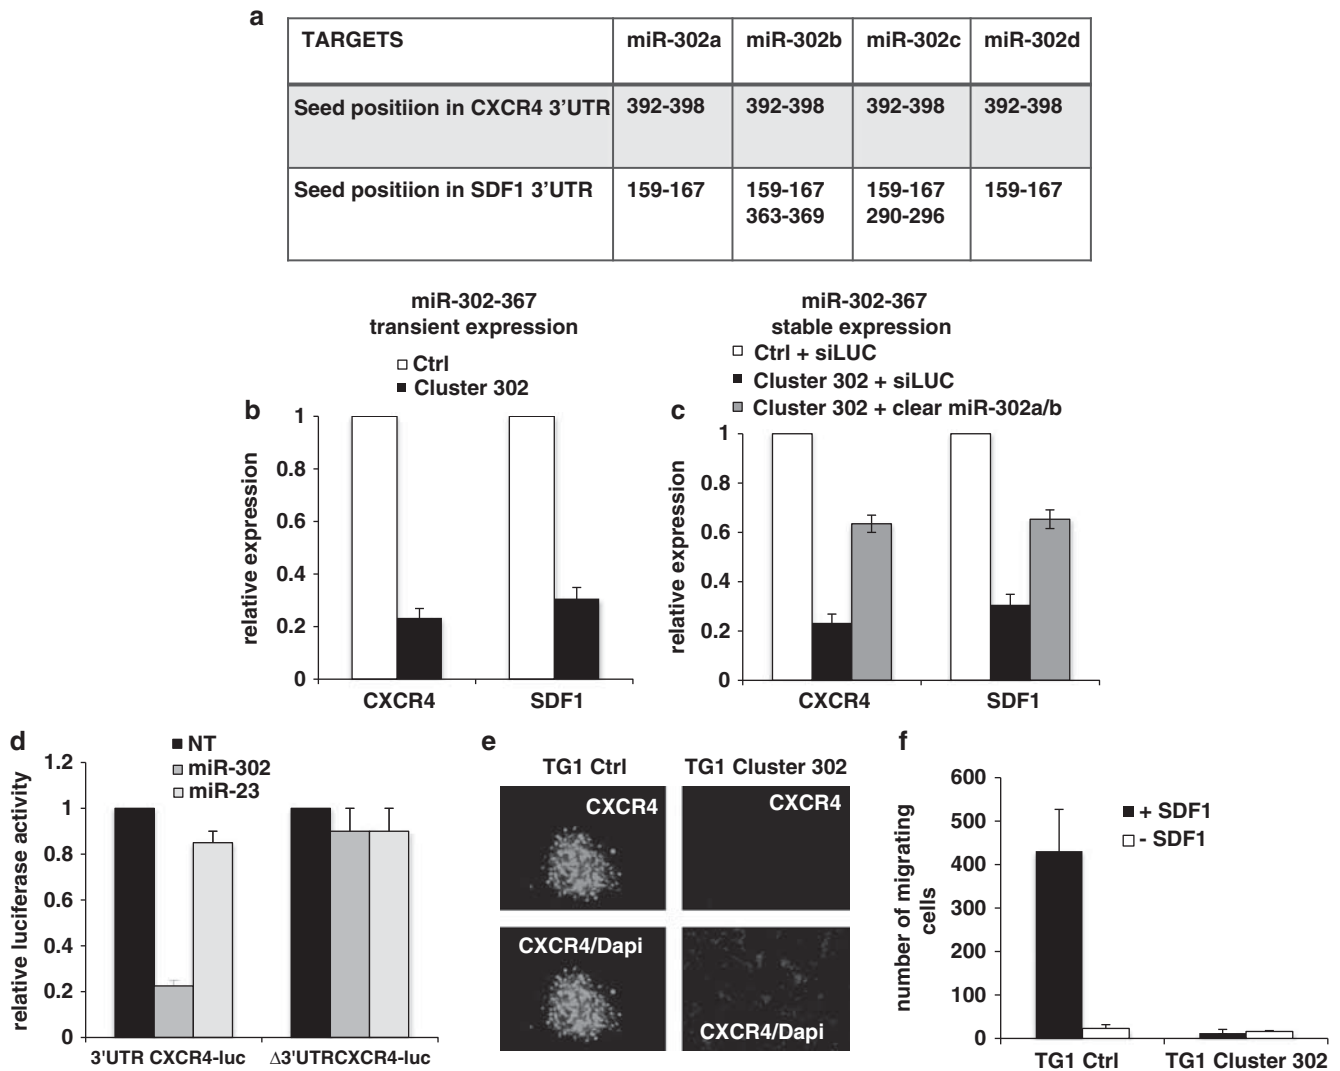 a
TARGETS miR-302a miR-302b miR-302c miR-302d
Seed positiion in CXCR4 3'UTR 392-398 392-398 392-398 392-398
Seed positiion in SDF1 3'UTR 159-167 159-167 159-167 159-167
363-369 290-296
miR-302-367
transient expression
Ctrl
Cluster 302
b
relative expression
1
0.8
0.6
0.4
0.2
0
CXCR4 SDF1
miR-302-367
stable expression
Ctrl + siLUC
Cluster 302 + siLUC
Cluster 302 + clear miR-302a/b
c
relative expression
1
0.8
0.6
0.4
0.2
0
CXCR4 SDF1
d
NT
miR-302
miR-23
relative luciferase activity
1.2
1
0.8
0.6
0.4
0.2
0
3'UTR CXCR4-luc Δ3'UTRCXCR4-luc
e
TG1 Ctrl TG1 Cluster 302
CXCR4 CXCR4
CXCR4/Dapi CXCR4/Dapi
f
+ SDF1
- SDF1
number of migrating
cells
600
500
400
300
200
100
0
TG1 Ctrl TG1 Cluster 302